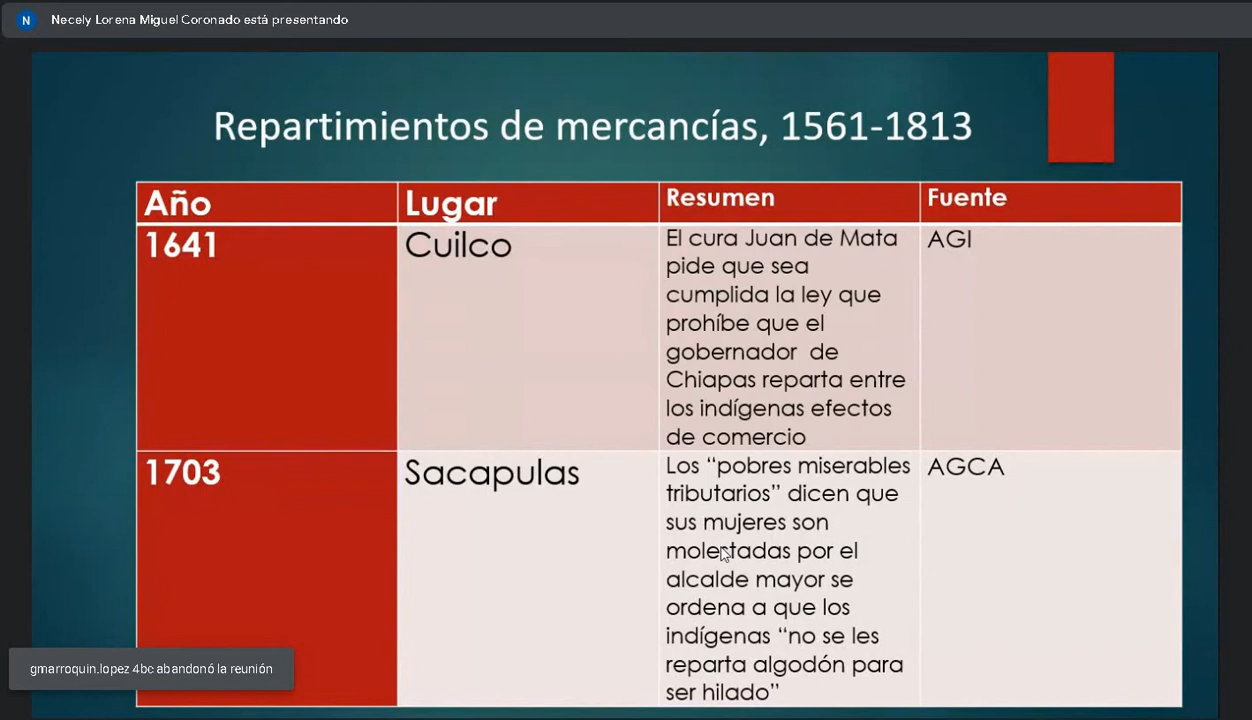 N
Necely Lorena Miguel Coronado está presentando
Repartimientos de mercancías, 1561-1813
Año
Lugar
Resumen
Fuente
1641
Cuilco
El cura Juan de Mata
pide que sea
cumplida la ley que
prohíbe que el
gobernador de
Chiapas reparta entre
los indígenas efectos
de comercio
AGI
1703
Sacapulas
Los “pobres miserables
tributarios” dicen que
sus mujeres son
molestadas por el
alcalde mayor se
ordena a que los
indígenas “no se les
reparta algodón para
ser hilado”
AGCA
gmarroquin.lopez 4bc abandonó la reunión